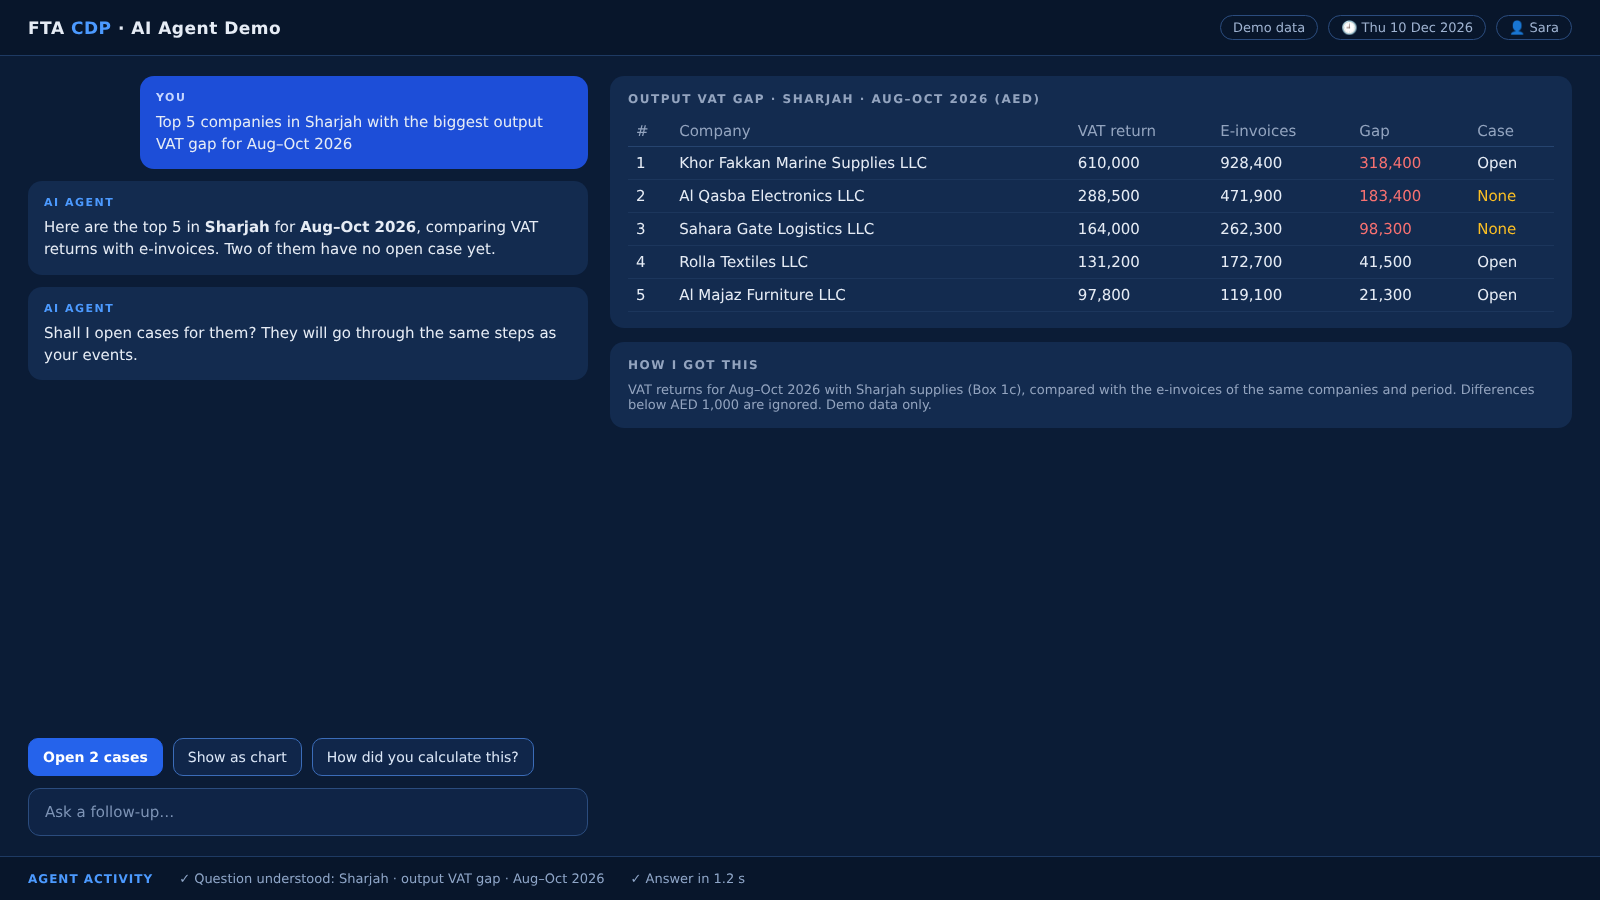 FTA CDP · AI Agent Demo
Demo data
🕘 Thu 10 Dec 2026
👤 Sara
YOU
Top 5 companies in Sharjah with the biggest output
VAT gap for Aug–Oct 2026
AI AGENT
Here are the top 5 in Sharjah for Aug–Oct 2026, comparing VAT
returns with e-invoices. Two of them have no open case yet.
AI AGENT
Shall I open cases for them? They will go through the same steps as
your events.
Open 2 cases
Show as chart
How did you calculate this?
Ask a follow-up…
OUTPUT VAT GAP · SHARJAH · AUG–OCT 2026 (AED)
# Company VAT return E-invoices Gap Case
1 Khor Fakkan Marine Supplies LLC 610,000 928,400 318,400 Open
2 Al Qasba Electronics LLC 288,500 471,900 183,400 None
3 Sahara Gate Logistics LLC 164,000 262,300 98,300 None
4 Rolla Textiles LLC 131,200 172,700 41,500 Open
5 Al Majaz Furniture LLC 97,800 119,100 21,300 Open
HOW I GOT THIS
VAT returns for Aug–Oct 2026 with Sharjah supplies (Box 1c), compared with the e-invoices of the same companies and period. Differences
below AED 1,000 are ignored. Demo data only.
AGENT ACTIVITY
✓ Question understood: Sharjah · output VAT gap · Aug–Oct 2026
✓ Answer in 1.2 s